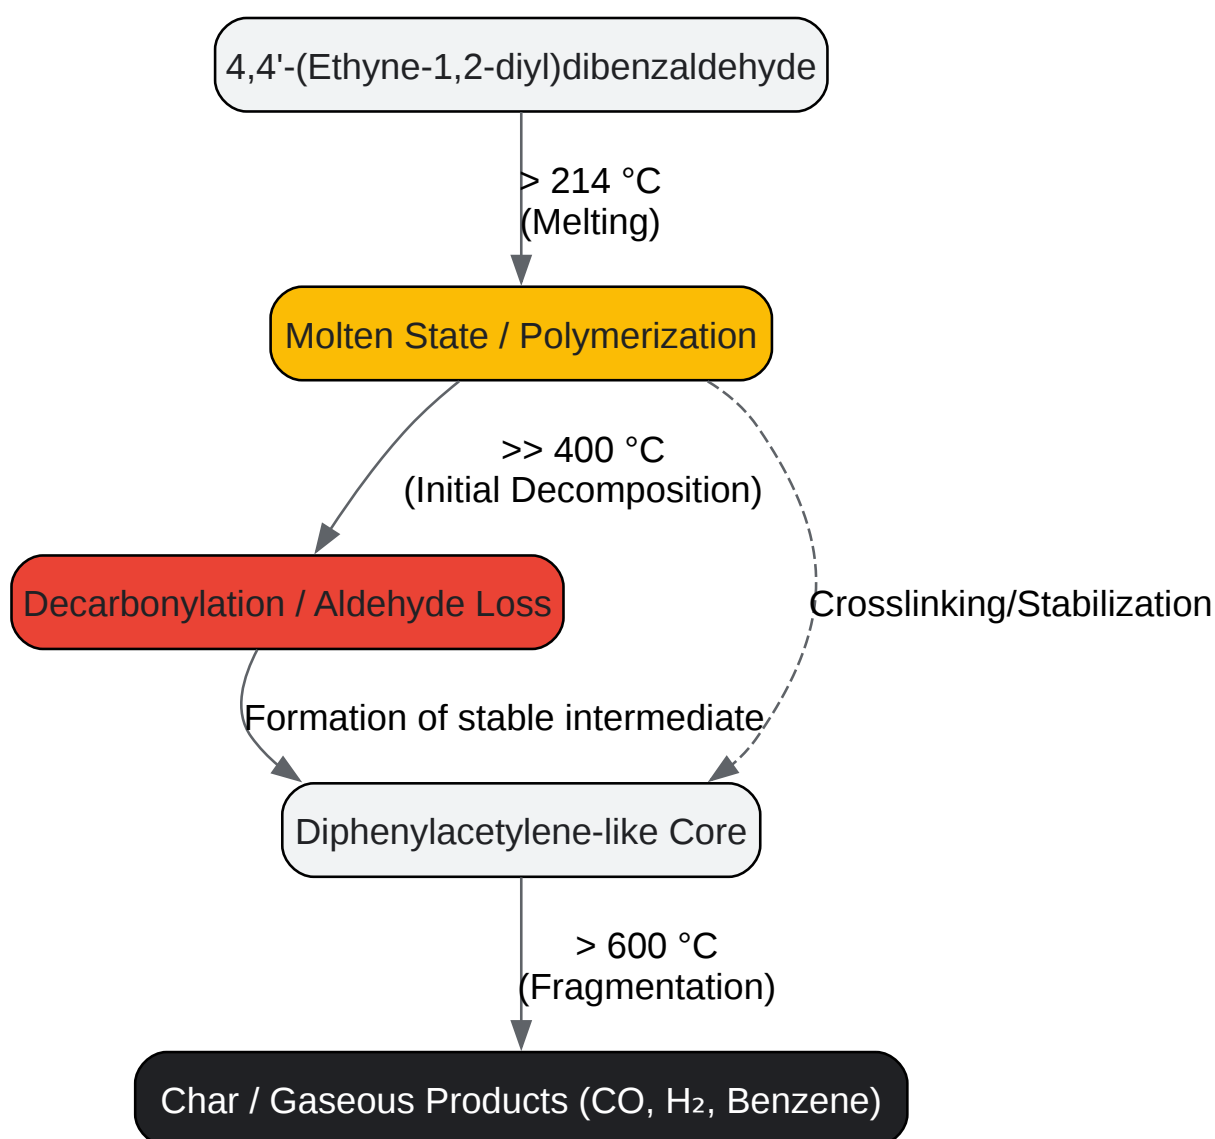 4,4'-(Ethyne-1,2-diyl)dibenzaldehyde
> 214 °C
(Melting)
Molten State / Polymerization
>> 400 °C
(Initial Decomposition)
Decarbonylation / Aldehyde Loss
Crosslinking/Stabilization
Formation of stable intermediate
Diphenylacetylene-like Core
> 600 °C
(Fragmentation)
Char / Gaseous Products (CO, H₂, Benzene)